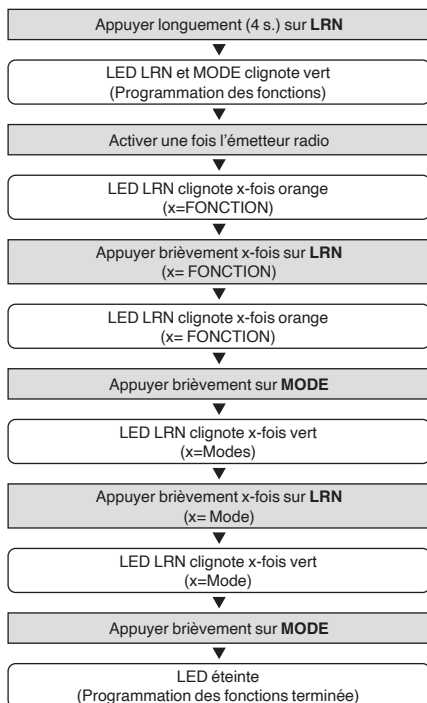 Appuyer longuement (4 s.) sur LRN
LED LRN et MODE clignote vert
(Programmation des fonctions)
Activer une fois l'émetteur radio
LED LRN clignote x-fois orange
(x=FONCTION)
Appuyer brièvement x-fois sur LRN
(x= FONCTION)
LED LRN clignote x-fois orange
(x= FONCTION)
Appuyer brièvement sur MODE
LED LRN clignote x-fois vert
(x=Modes)
Appuyer brièvement x-fois sur LRN
(x= Mode)
LED LRN clignote x-fois vert
(x=Mode)
Appuyer brièvement sur MODE
LED éteinte
(Programmation des fonctions terminée)